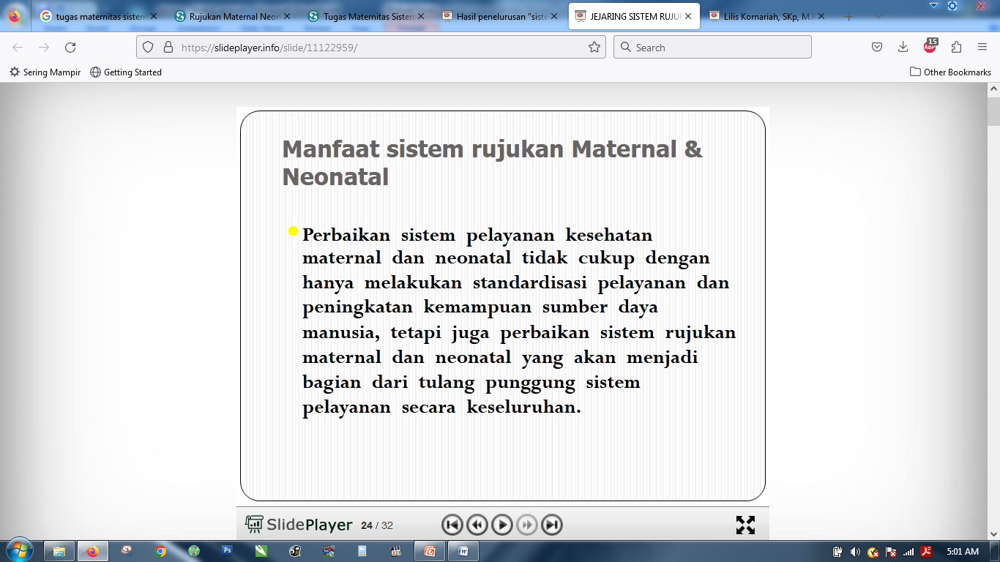 tugas maternitas sistem
Rujukan Maternal Neon
Tugas Maternitas Sistem
Hasil penelurusan "siste
JEJARING SISTEM RUJUK
Lilis Komariah, SKp, M.K
https://slideplayer.info/slide/11122959/
Search
15
ABP
Sering Mampir
Getting Started
Other Bookmarks
Manfaat sistem rujukan Maternal &
Neonatal
Perbaikan sistem pelayanan kesehatan
maternal dan neonatal tidak cukup dengan
hanya melakukan standardisasi pelayanan dan
peningkatan kemampuan sumber daya
manusia, tetapi juga perbaikan sistem rujukan
maternal dan neonatal yang akan menjadi
bagian dari tulang punggung sistem
pelayanan secara keseluruhan.
SlidePlayer
24 / 32
Ps
5:01 AM